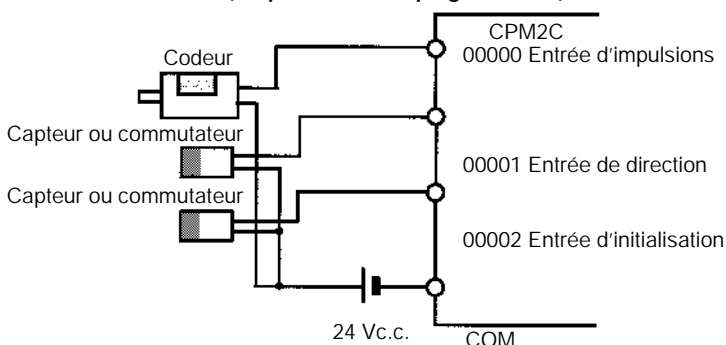 CPM2C
Codeur
00000 Entrée d'impulsions
Capteur ou commutateur
00001 Entrée de direction
Capteur ou commutateur
00002 Entrée d'initialisation
24 Vc.c.
COM